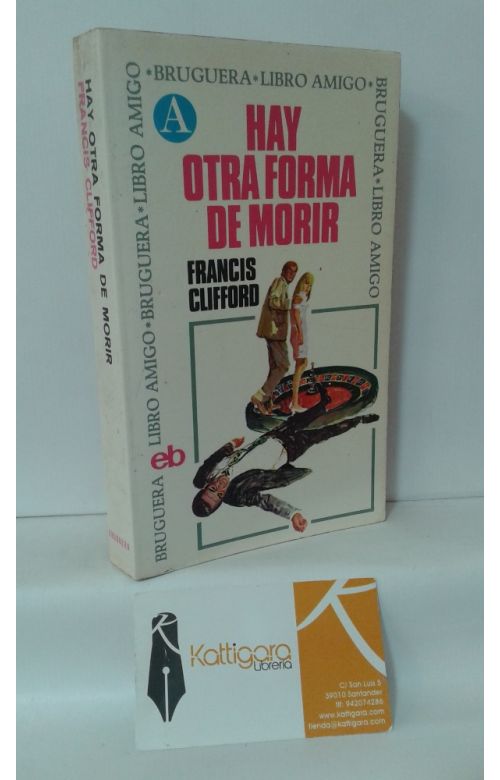 HAY OTRA FORMA DE MORIR
FRANCIS CLIFFORD
BRUGUERA
BRUGUERA LIBRO AMIGO*BRUGUERA*LIBRO AMIGO
*BRUGUERA*LIBRO AMIGO*
BRUGUERA*LIBRO AMIGO
A
HAY
OTRA FORMA
DE MORIR
FRANCIS
CLIFFORD
eb
K
Kattigara
Librería
K
C/ San Luis 5
39010 Santander
tlf: 942074286
www.kattigara.com
tienda@kattigara.com